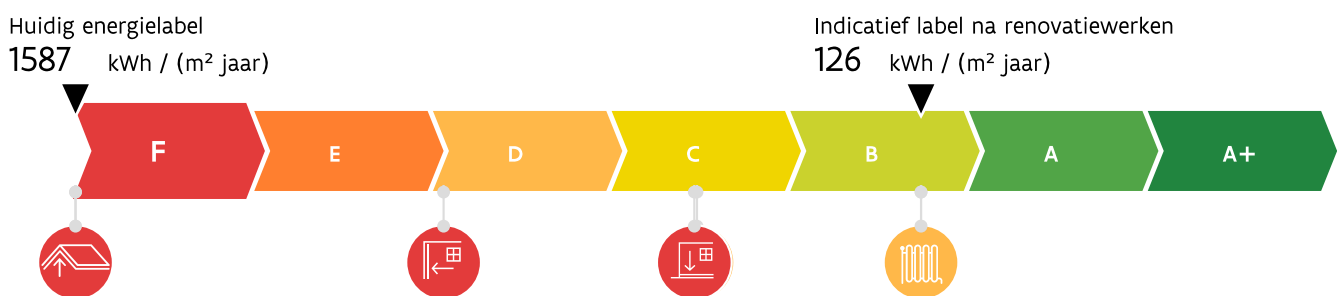 Huidig energielabel
1587 kWh / (m² jaar)
Indicatief label na renovatiewerken
126 kWh / (m² jaar)
F E D C B A A+